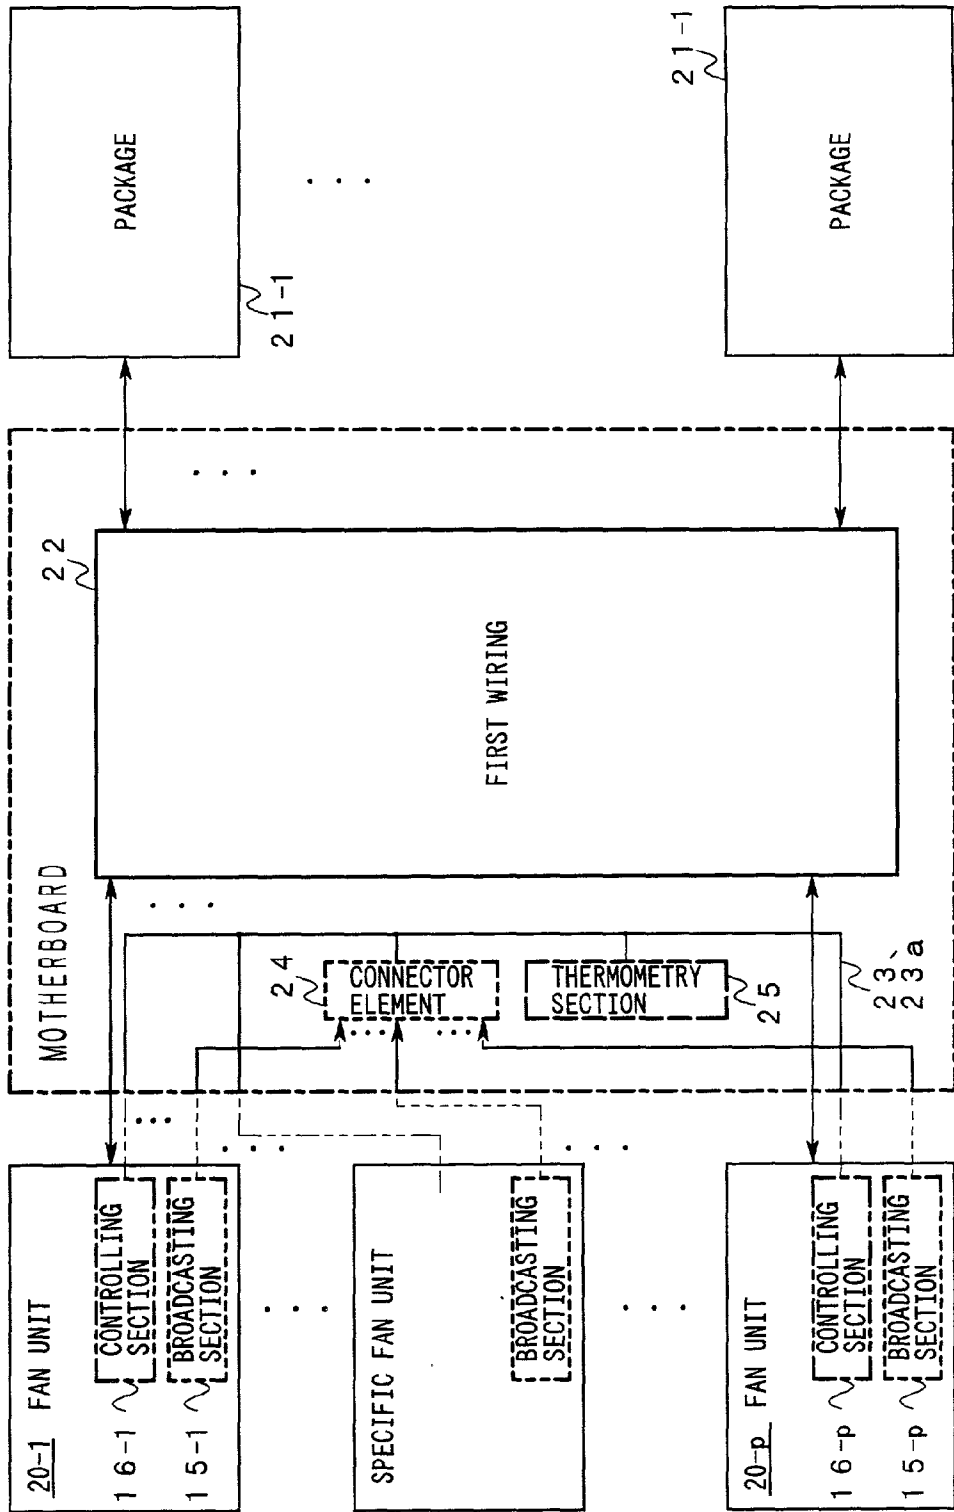 20-1 FAN UNIT
16-1
CONTROLLING
SECTION
15-1
BROADCASTING
SECTION
SPECIFIC FAN UNIT
BROADCASTING
SECTION
20-p FAN UNIT
16-p
CONTROLLING
SECTION
15-p
BROADCASTING
SECTION
MOTHERBOARD
24
CONNECTOR
ELEMENT
THERMOMETRY
SECTION
25
23、
23a
22
FIRST WIRING
PACKAGE
21-1
PACKAGE
21-1